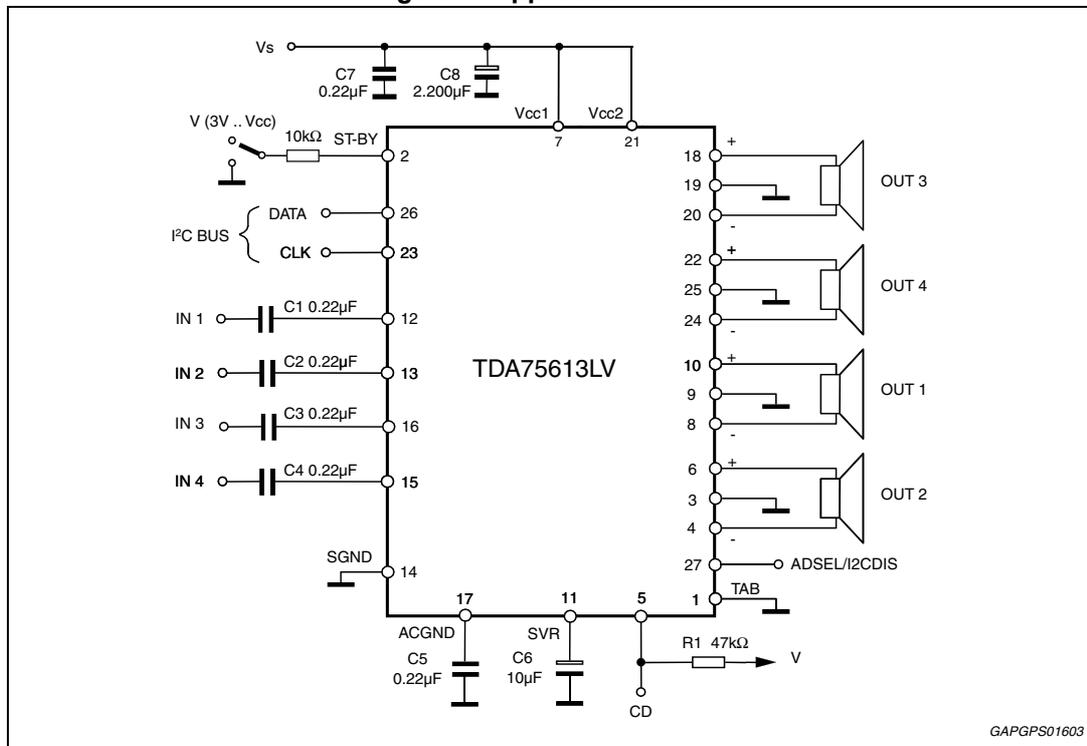 Vs
C7
0.22µF
C8
2.200µF
Vcc1
Vcc2
7
21
V (3V .. Vcc)
10kΩ
ST-BY
2
I²C BUS
DATA
26
CLK
23
IN 1
C1 0.22µF
12
IN 2
C2 0.22µF
13
IN 3
C3 0.22µF
16
IN 4
C4 0.22µF
15
SGND
14
TDA75613LV
18
+
19
20
-
OUT 3
22
+
25
24
-
OUT 4
10
+
9
8
-
OUT 1
6
+
3
4
-
OUT 2
27
ADSEL/I2CDIS
1
TAB
17
11
5
ACGND
SVR
C5
0.22µF
C6
10µF
R1 47kΩ
V
CD
GAPGPS01603